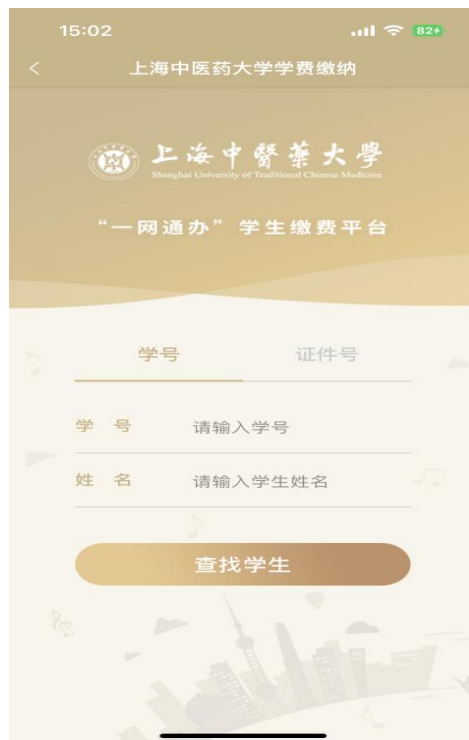 15:02
82
上海中医药大学学费缴纳
上海中醫藥大學
Shanghai University of Traditional Chinese Medicine
“一网通办”学生缴费平台
学号 证件号
学 号 请输入学号
姓 名 请输入学生姓名
查找学生